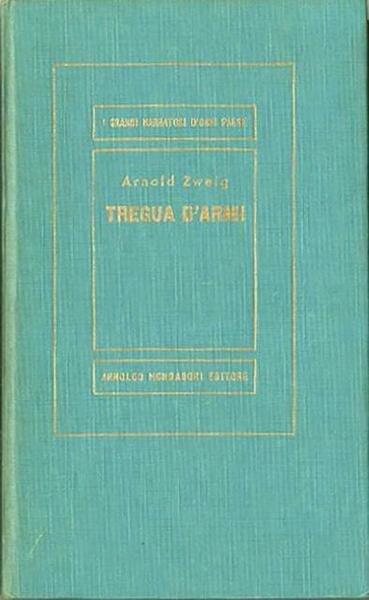 I GRANDI NARRATORI D'OGNI PAESE
Arnold Zweig
TREGUA D'ARMI
ARNOLDO MONDADORI EDITORE